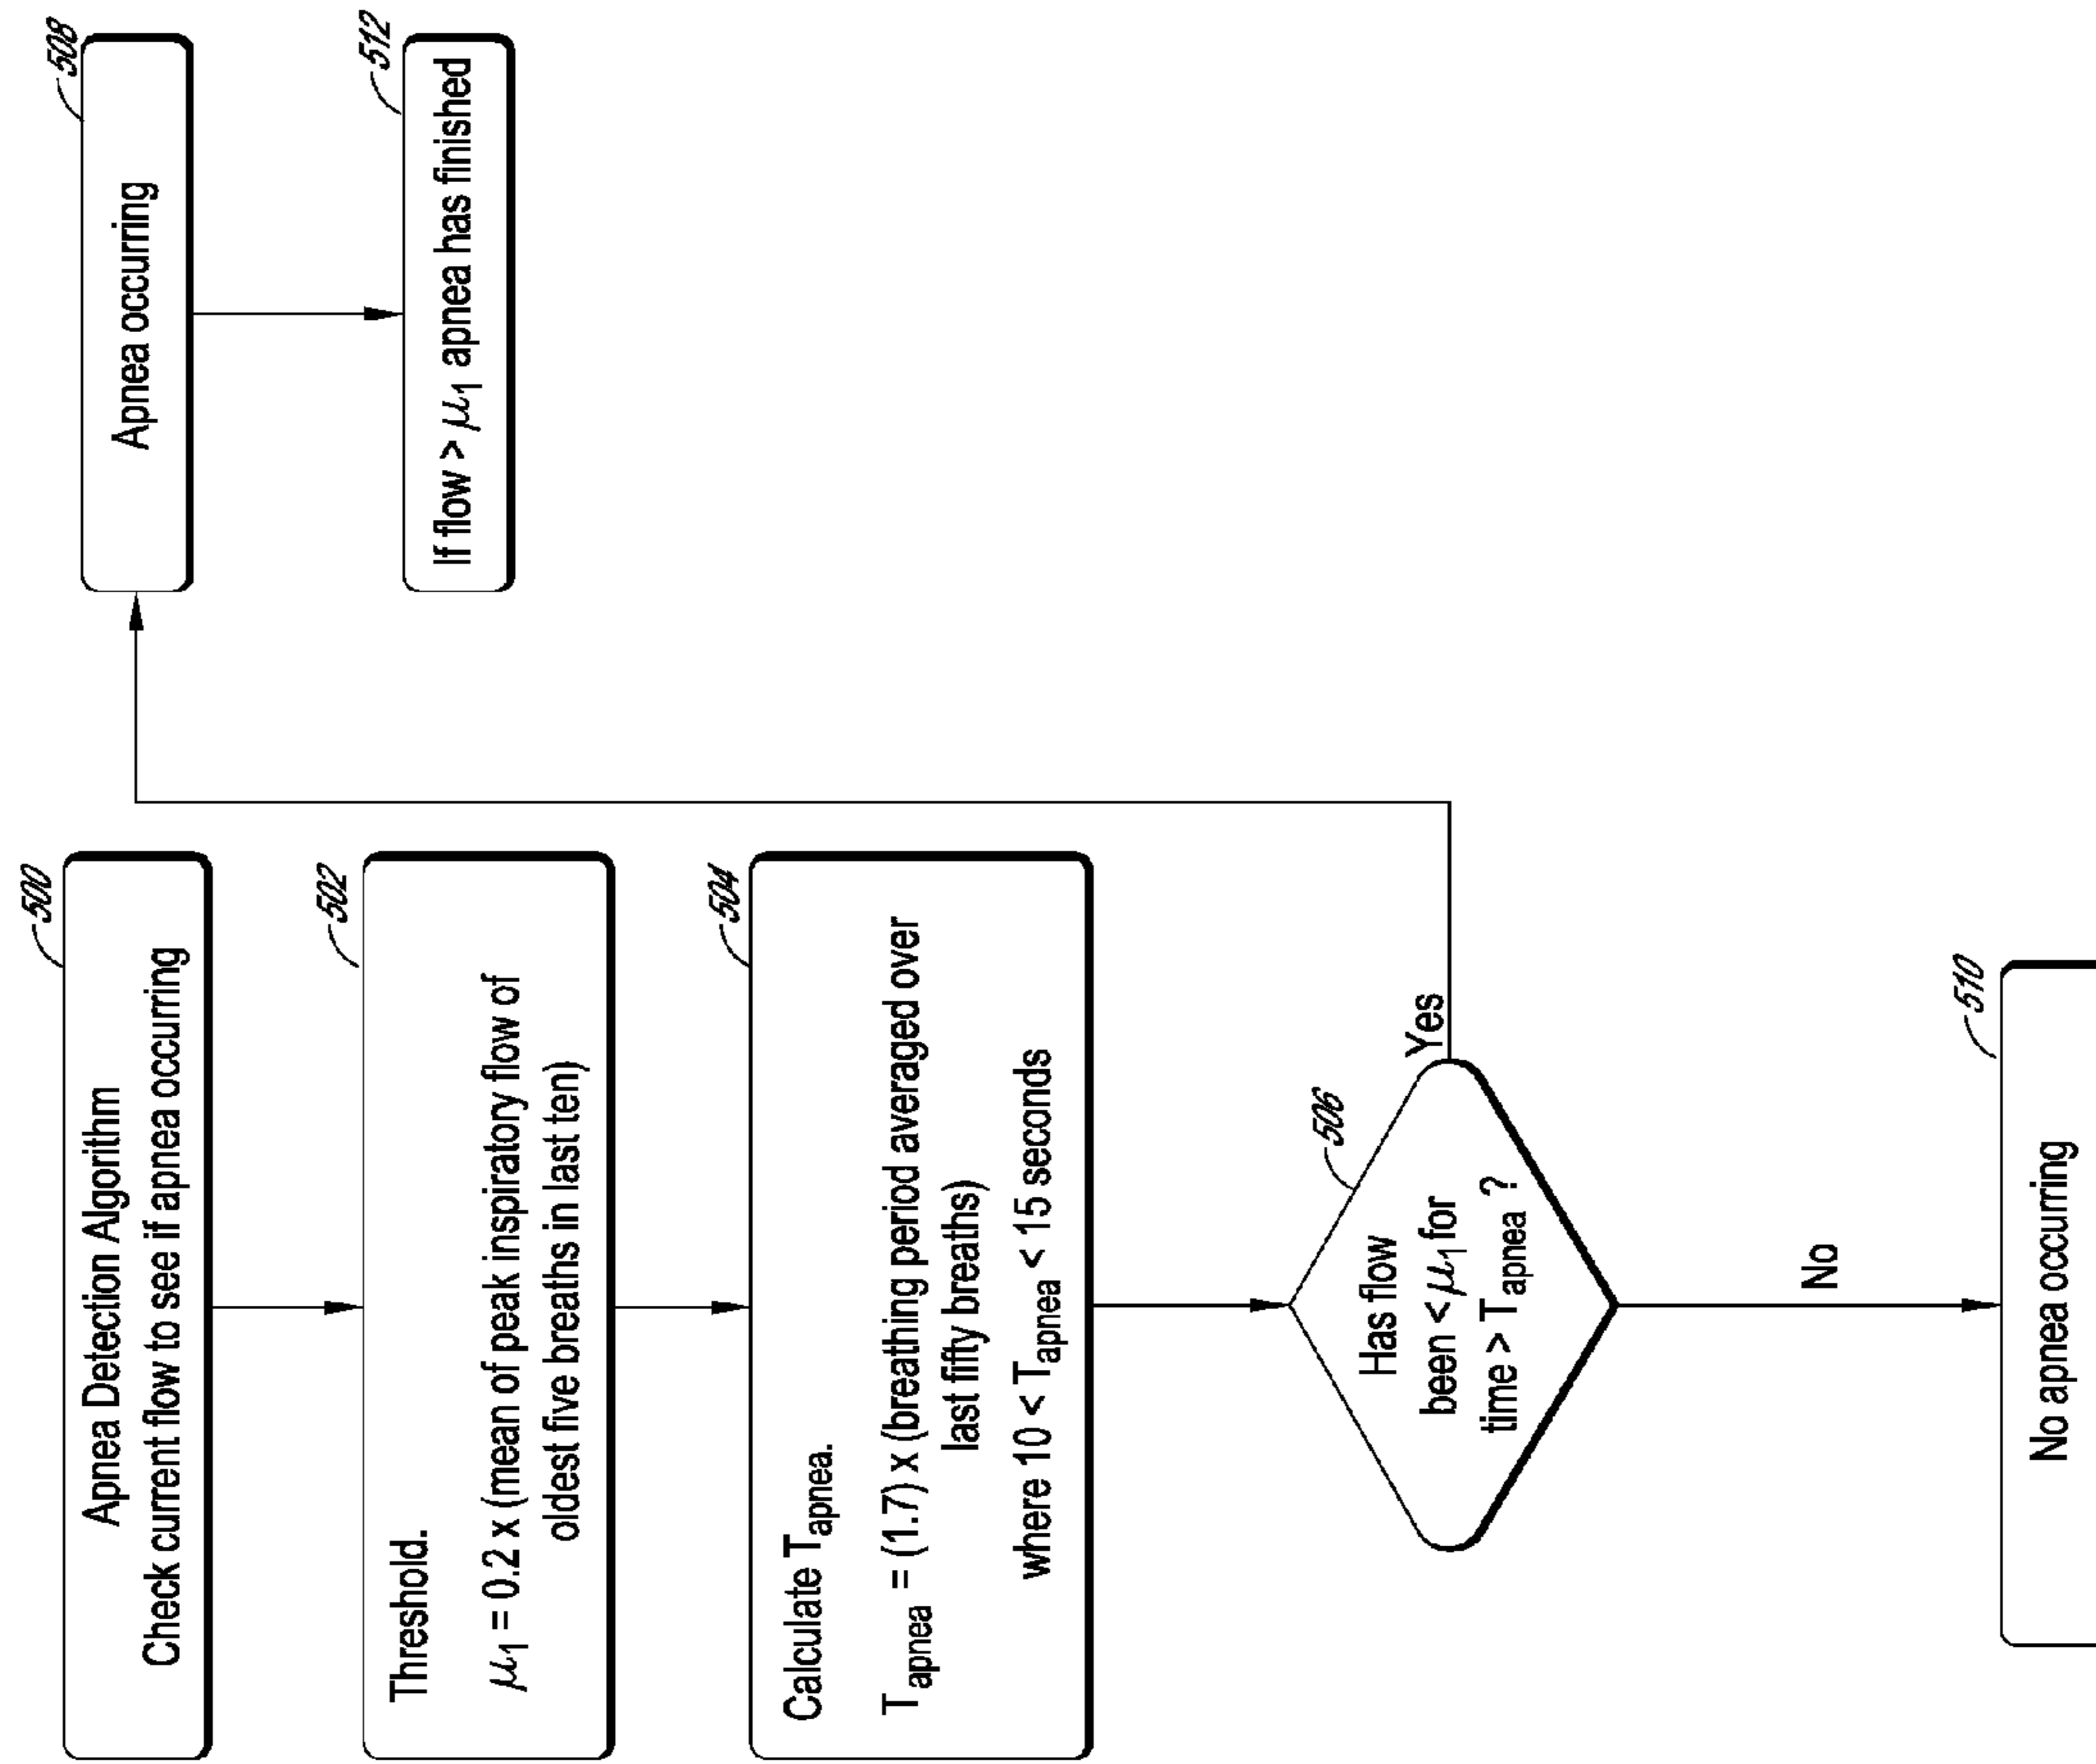 500
Apnea Detection Algorithm
Check current flow to see if apnea occurring
502
Threshold.
μ1 = 0.2 x (mean of peak inspiratory flow of
oldest five breaths in last ten)
504
Calculate Tapnea.
Tapnea = (1.7) x (breathing period averaged over
last fifty breaths)
where 10 < Tapnea < 15 seconds
506
Has flow
been < μ1 for
time > Tapnea ?
Yes
No
510
No apnea occurring
508
Apnea occurring
512
If flow > μ1 apnea has finished